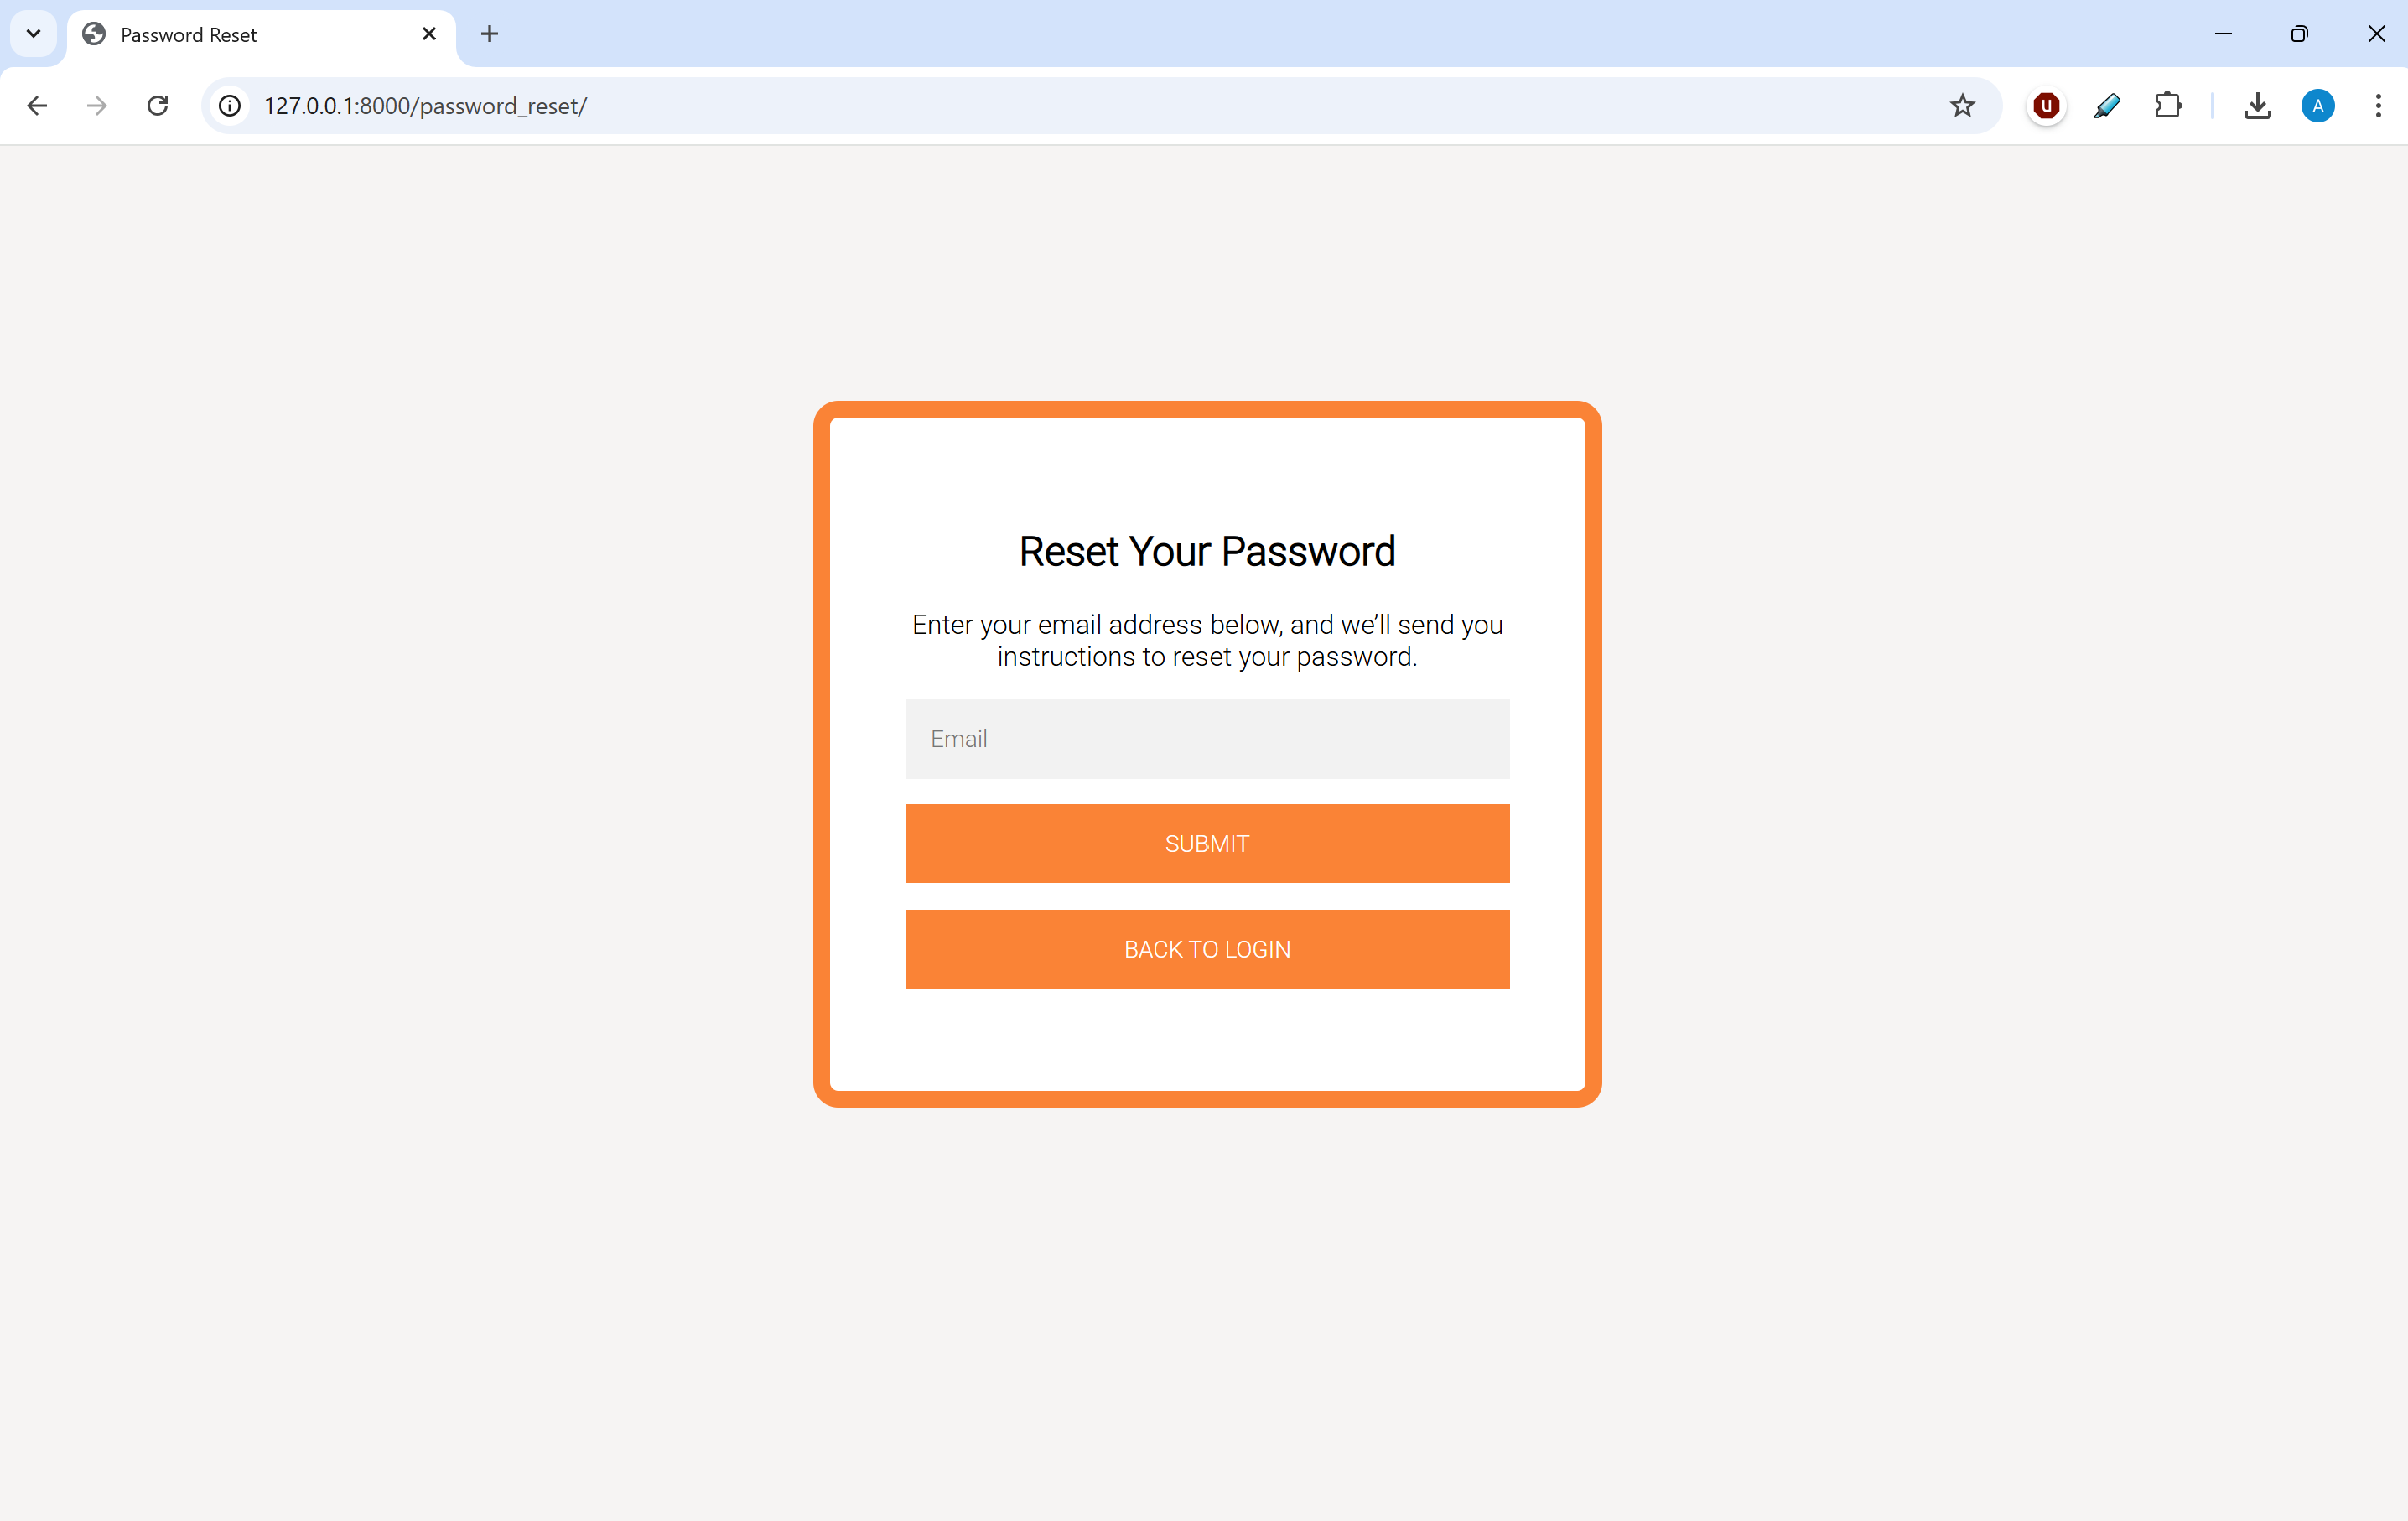 Password Reset
127.0.0.1:8000/password_reset/
U
A
Reset Your Password
Enter your email address below, and we’ll send you
instructions to reset your password.
Email
SUBMIT
BACK TO LOGIN